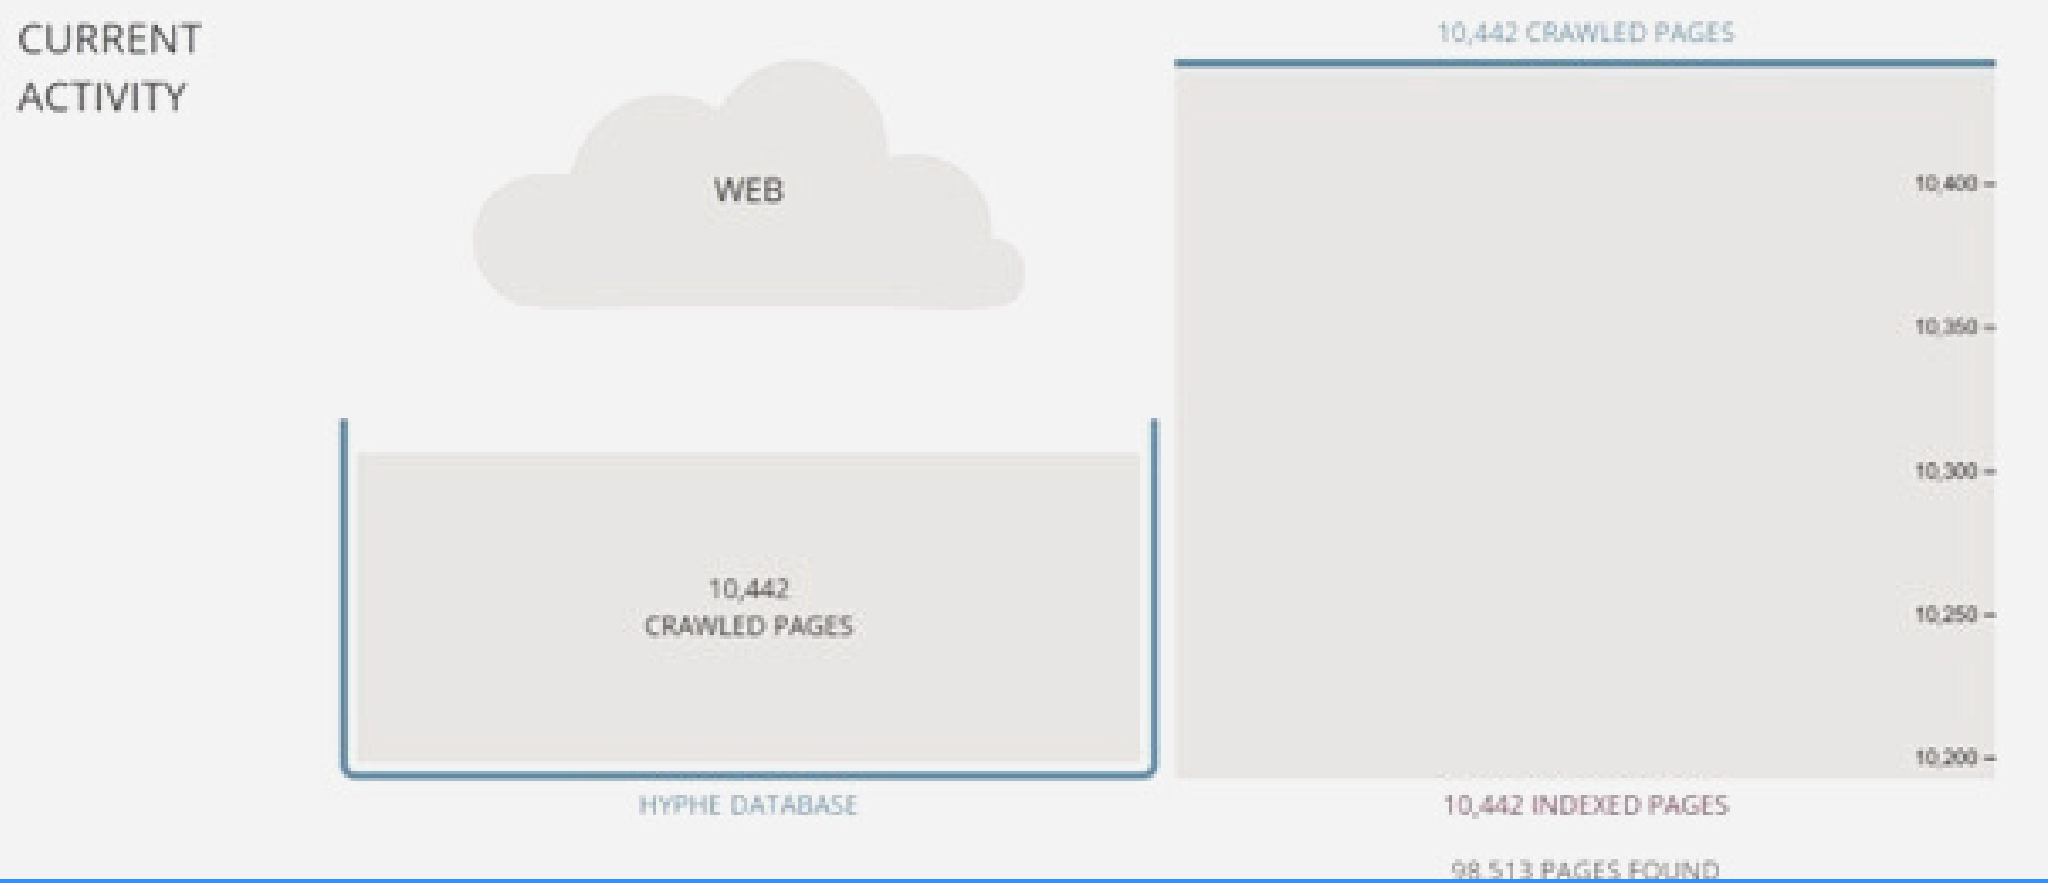 CURRENT
ACTIVITY
WEB
10,442
CRAWLED PAGES
HYPHE DATABASE
10,442 CRAWLED PAGES
10,400
10,350
10,300
10,250
10,200
10,442 INDEXED PAGES
98,513 PAGES FOUND